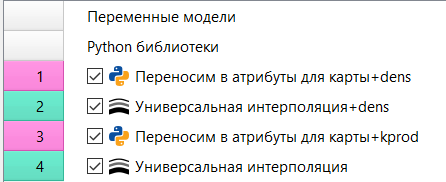 Переменные модели
Python библиотеки
1 Переносим в атрибуты для карты+dens
2 Универсальная интерполяция+dens
3 Переносим в атрибуты для карты+kprod
4 Универсальная интерполяция